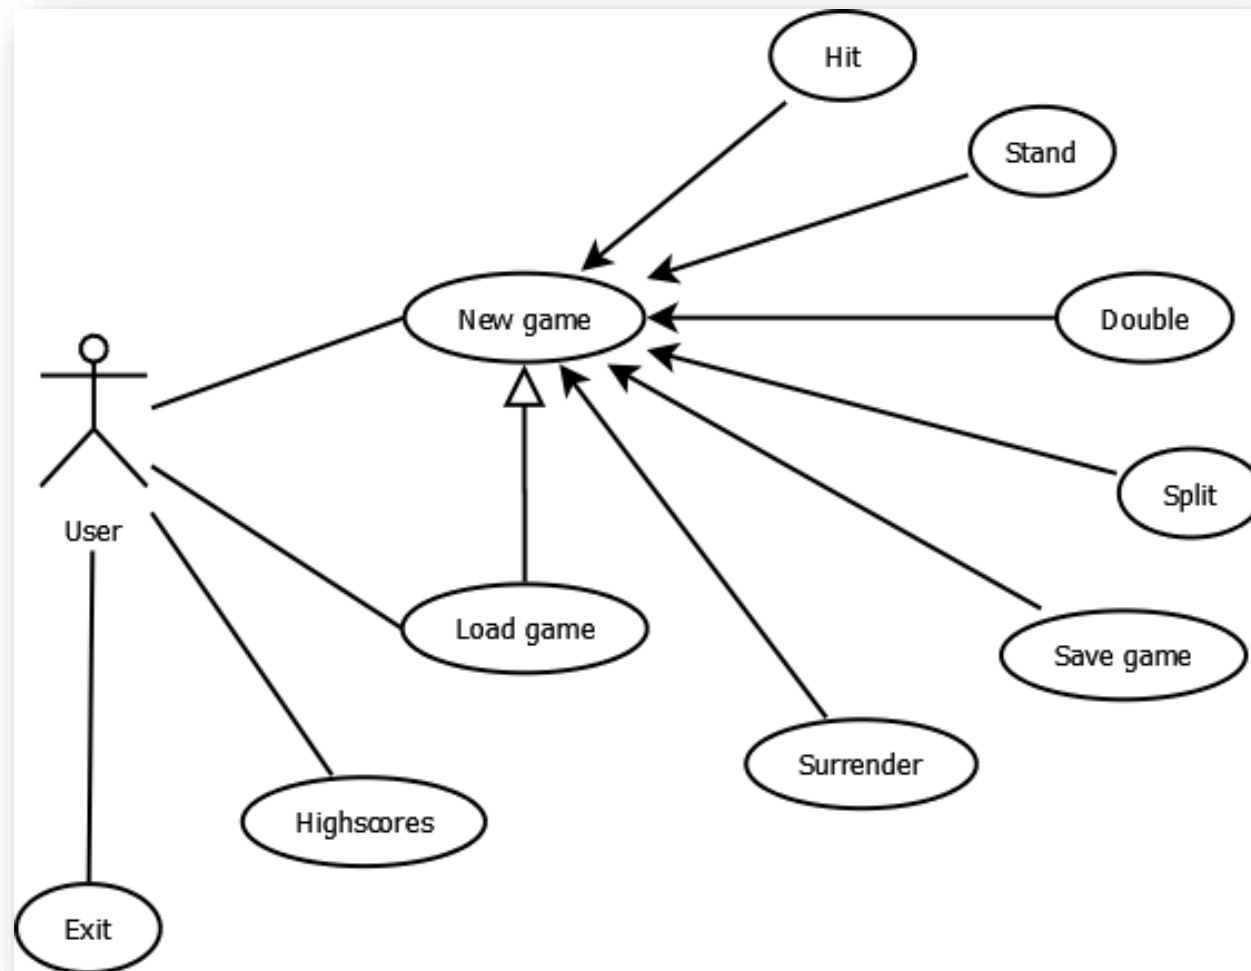 Hit
Stand
New game
Double
Split
User
Load game
Save game
Surrender
Highscores
Exit